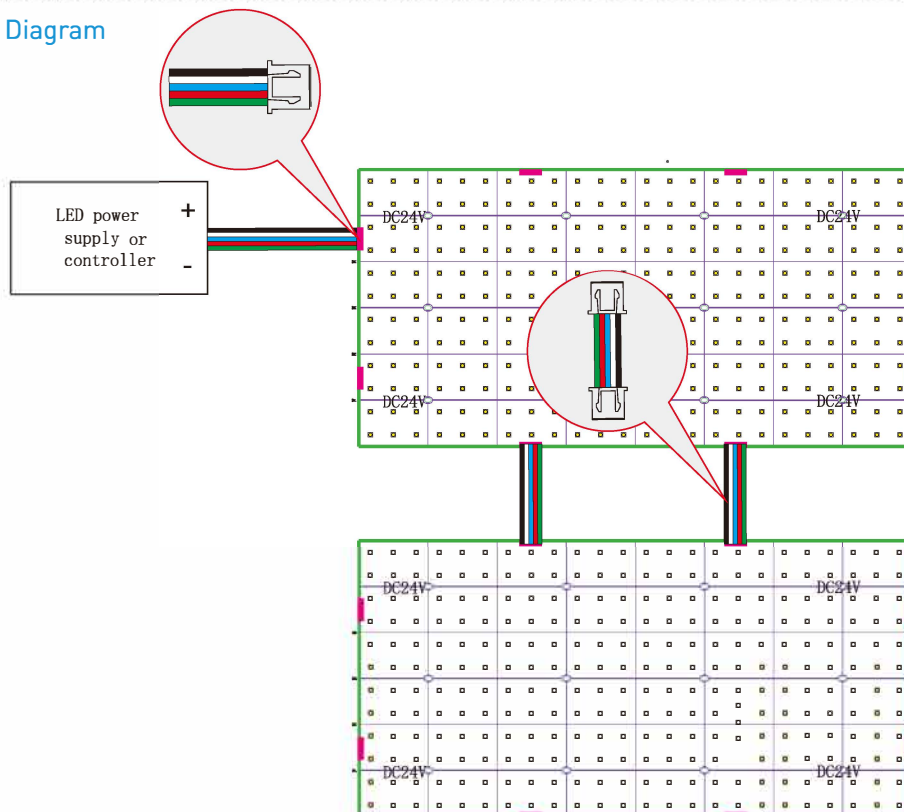 Diagram
LED power
supply or
controller
+
-
DC24V
DC24V
DC24V
DC24V
DC24V
DC24V
DC24V
DC24V